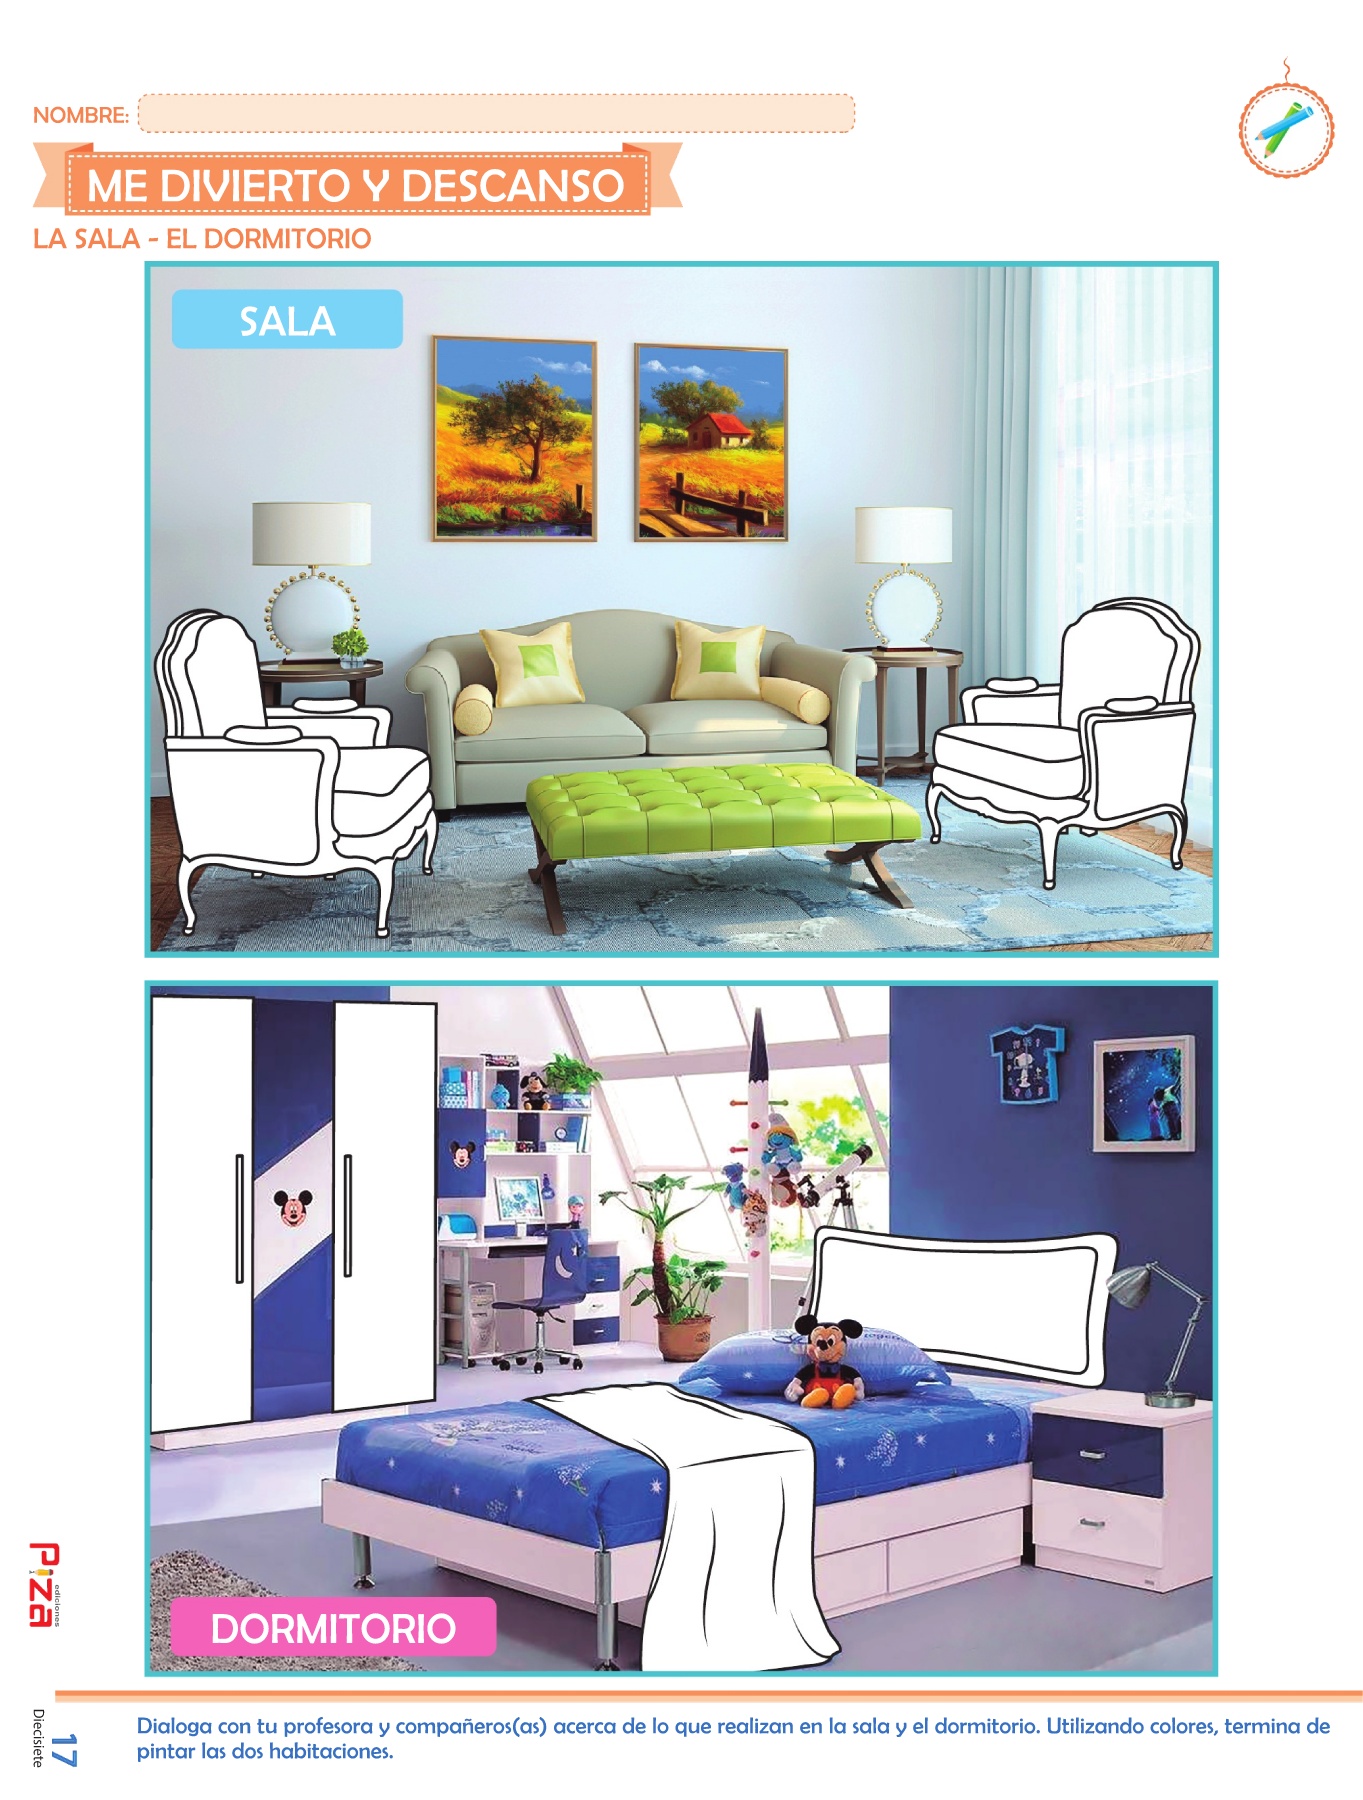 NOMBRE:
ME DIVIERTO Y DESCANSO
LA SALA - EL DORMITORIO
SALA
DORMITORIO
Piza
ediciones
17
Diecisiete
Dialoga con tu profesora y compañeros(as) acerca de lo que realizan en la sala y el dormitorio. Utilizando colores, termina de
pintar las dos habitaciones.